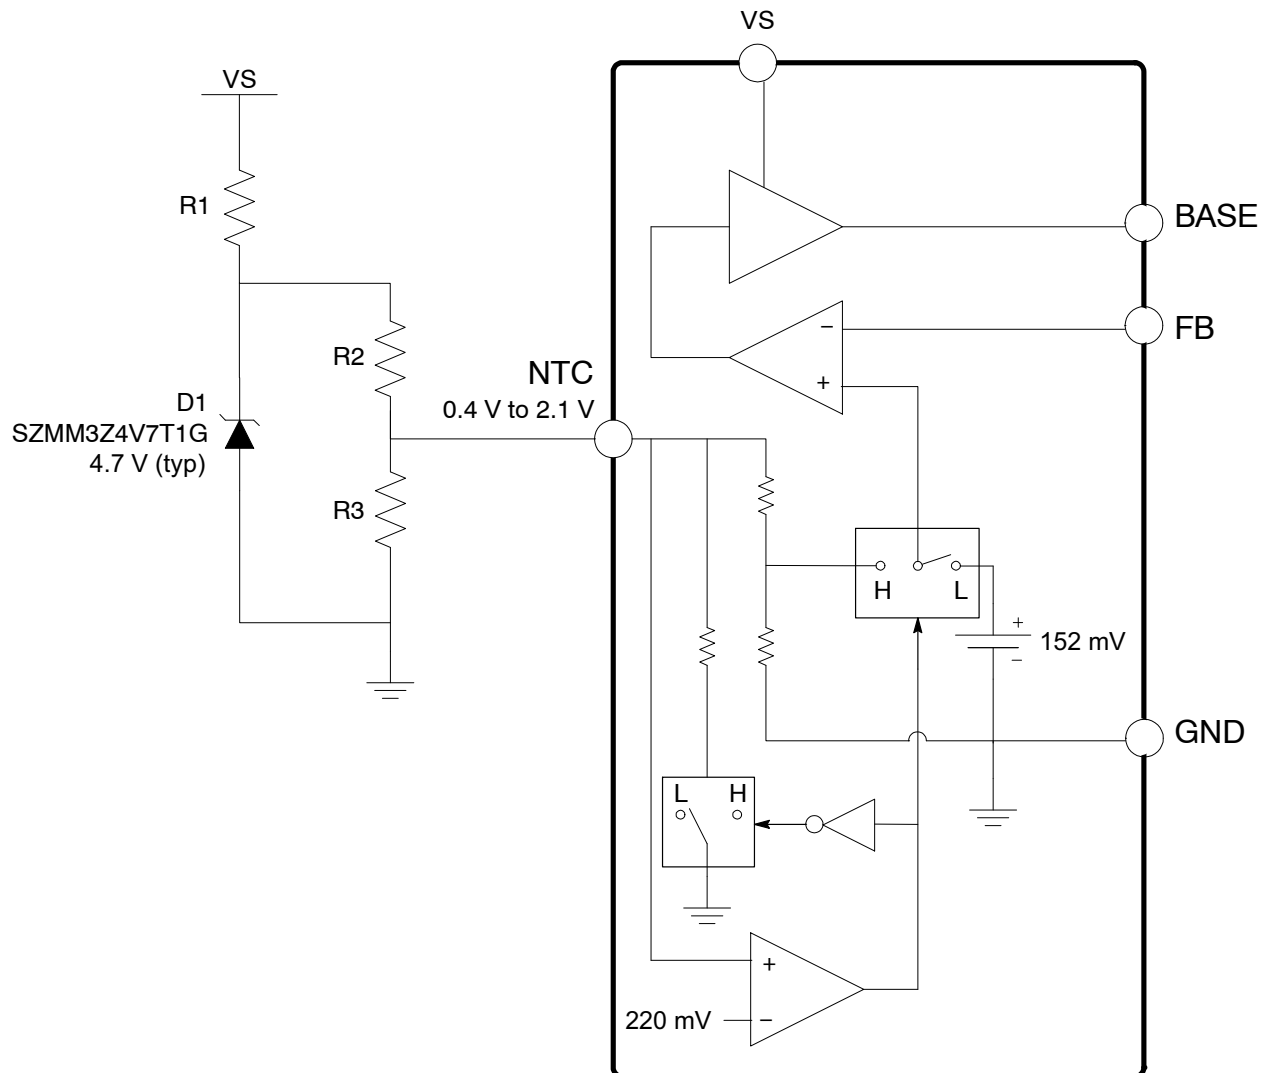 VS
VS
R1
BASE
FB
−
+
R2
NTC
0.4 V to 2.1 V
D1
SZMM3Z4V7T1G
4.7 V (typ)
R3
H
L
+
−
152 mV
GND
L
H
+
−
220 mV